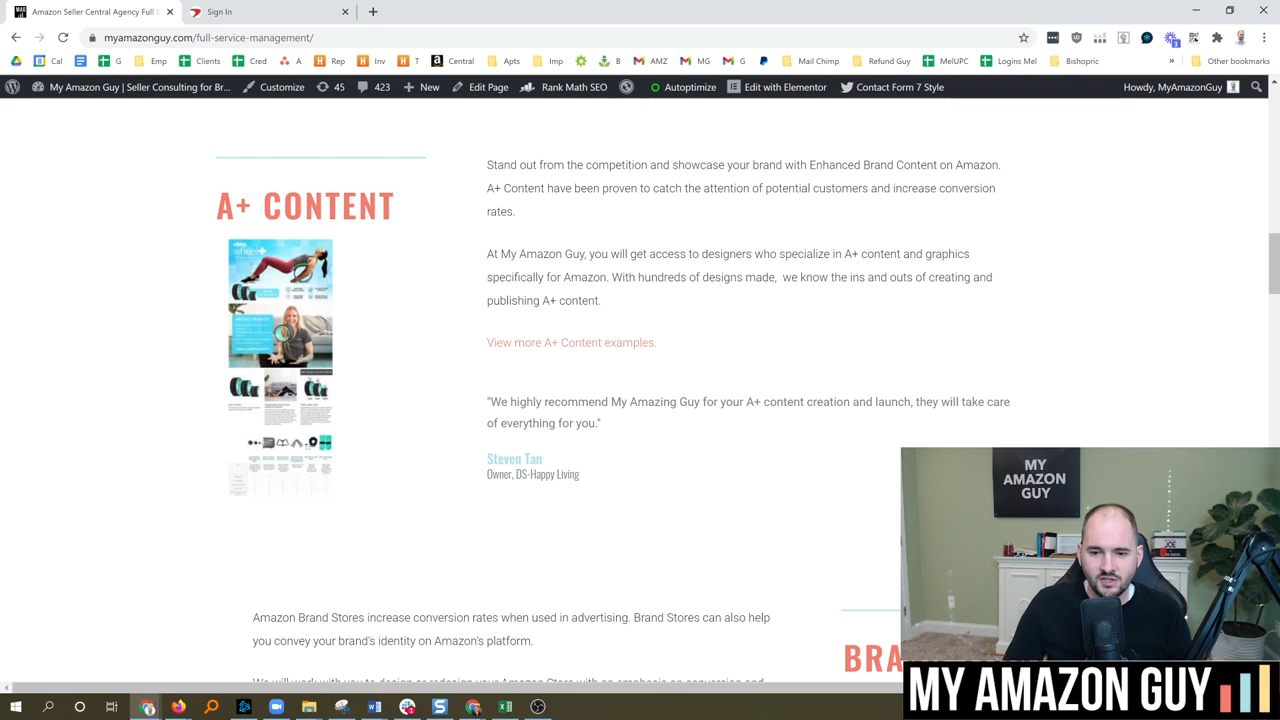 Amazon Seller Central Agency Full S
Sign In
myamazonguy.com/full-service-management/
Cal
G
Emp
Clients
Cred
A
Rep
Inv
T
Central
Apts
Imp
B
AMZ
MG
G
Mail Chimp
Refund Guy
MelUPC
Logins Mel
Bishopric
»
Other bookmarks
My Amazon Guy | Seller Consulting for Br...
Customize
45
423
New
Edit Page
Rank Math SEO
Autoptimize
Edit with Elementor
Contact Form 7 Style
Howdy, MyAmazonGuy
A+ CONTENT
Stand out from the competition and showcase your brand with Enhanced Brand Content on Amazon.
A+ Content have been proven to catch the attention of potential customers and increase conversion
rates.
At My Amazon Guy, you will get access to designers who specialize in A+ content and graphics
specifically for Amazon. With hundreds of designs made, we know the ins and outs of creating and
publishing A+ content.
View more A+ Content examples.
"We highly recommend My Amazing Guy for your A+ content creation and launch, they will take care
of everything for you."
Steven Tan
Owner, DS-Happy Living
Amazon Brand Stores increase conversion rates when used in advertising. Brand Stores can also help
you convey your brand's identity on Amazon's platform.
BRA
MY
AMAZON
GUY
MY AMAZON GUY